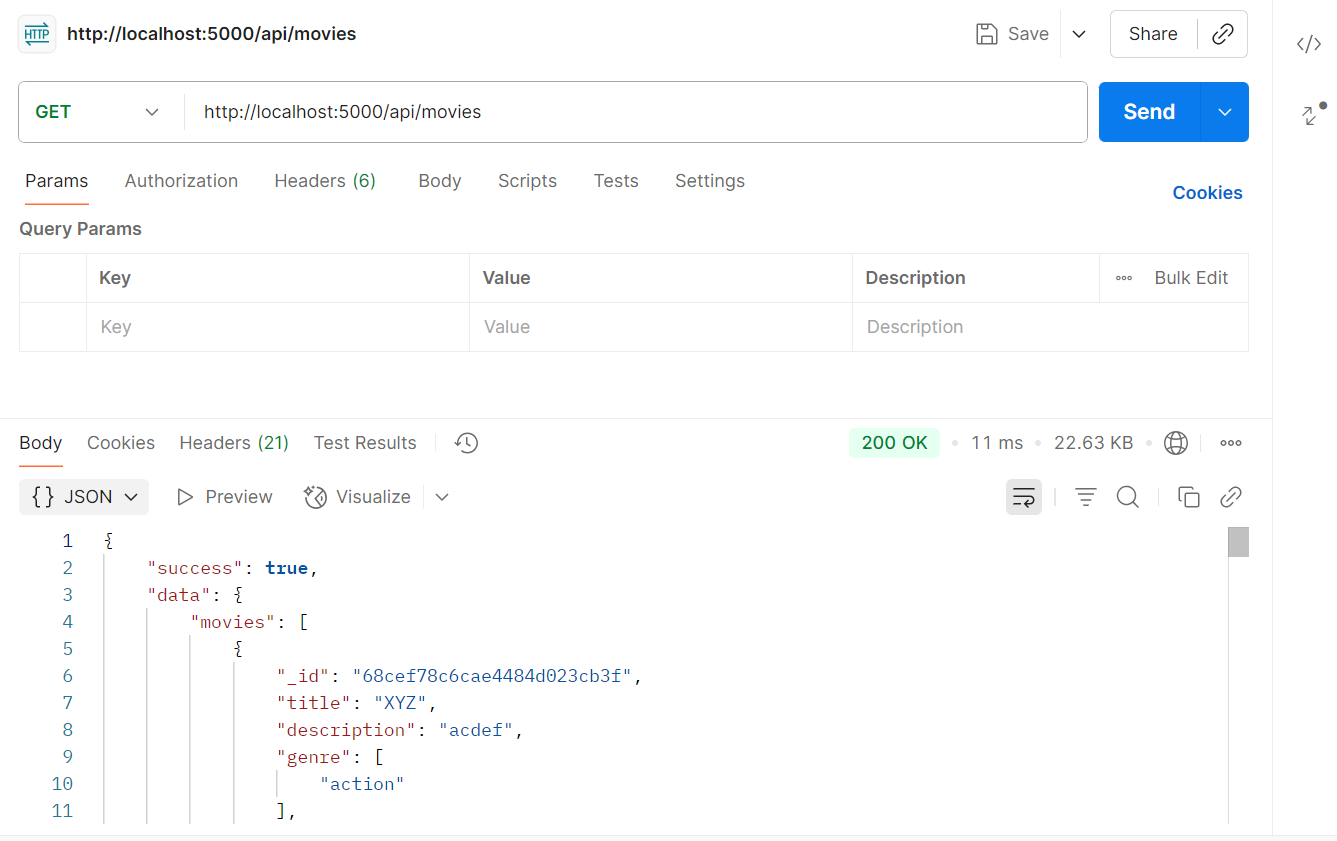 HTTP http://localhost:5000/api/movies Save Share
GET http://localhost:5000/api/movies Send
Params Authorization Headers (6) Body Scripts Tests Settings Cookies
Query Params
Key Value Description Bulk Edit
Key Value Description
Body Cookies Headers (21) Test Results 200 OK • 11 ms • 22.63 KB •
{} JSON Preview Visualize
1 {
2 "success": true,
3 "data": {
4 "movies": [
5 {
6 "_id": "68cef78c6cae4484d023cb3f",
7 "title": "XYZ",
8 "description": "acdef",
9 "genre": [
10 "action"
11 ],